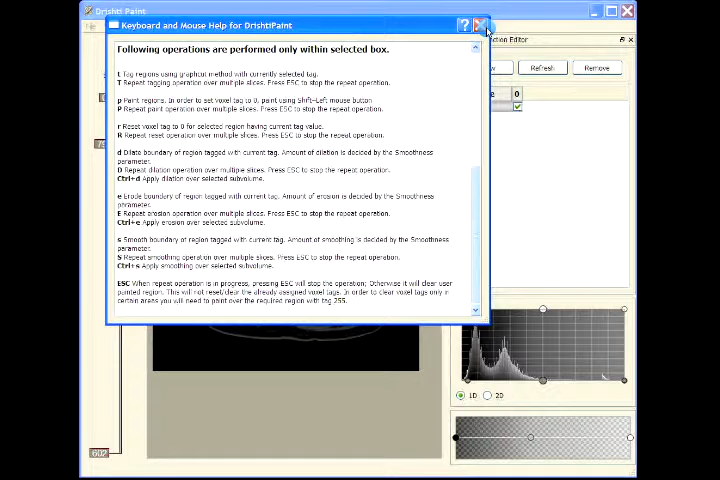 Drishti Paint
Keyboard and Mouse Help for DrishtiPaint
Following operations are performed only within selected box.
t Tag regions using graphcut method with currently selected tag.
T Repeat tagging operation over multiple slices. Press ESC to stop the repeat operation.
p Paint regions. In order to set voxel tag to 0, paint using Shift-Left mouse button
P Repeat paint operation over multiple slices. Press ESC to stop the repeat operation.
r Reset voxel tag to 0 for selected region having current tag value.
R Repeat reset operation over multiple slices. Press ESC to stop the repeat operation.
d Dilate boundary of region tagged with current tag. Amount of dilation is decided by the Smoothness
parameter.
D Repeat dilation operation over multiple slices. Press ESC to stop the repeat operation.
Ctrl+d Apply dilation over selected subvolume.
e Erode boundary of region tagged with current tag. Amount of erosion is decided by the Smoothness
parameter.
E Repeat erosion operation over multiple slices. Press ESC to stop the repeat operation.
Ctrl+e Apply erosion over selected subvolume.
s Smooth boundary of region tagged with current tag. Amount of smoothing is decided by the Smoothness
parameter.
S Repeat smoothing operation over multiple slices. Press ESC to stop the repeat operation.
Ctrl+s Apply smoothing over selected subvolume.
ESC When repeat operation is in progress, pressing ESC will stop the operation; Otherwise it will clear user
painted region. This will not reset/clear the already assigned voxel tags. In order to clear voxel tags only in
certain areas you will need to paint over the required region with tag 255.
ction Editor
Refresh
Remove
0
1D
2D
602